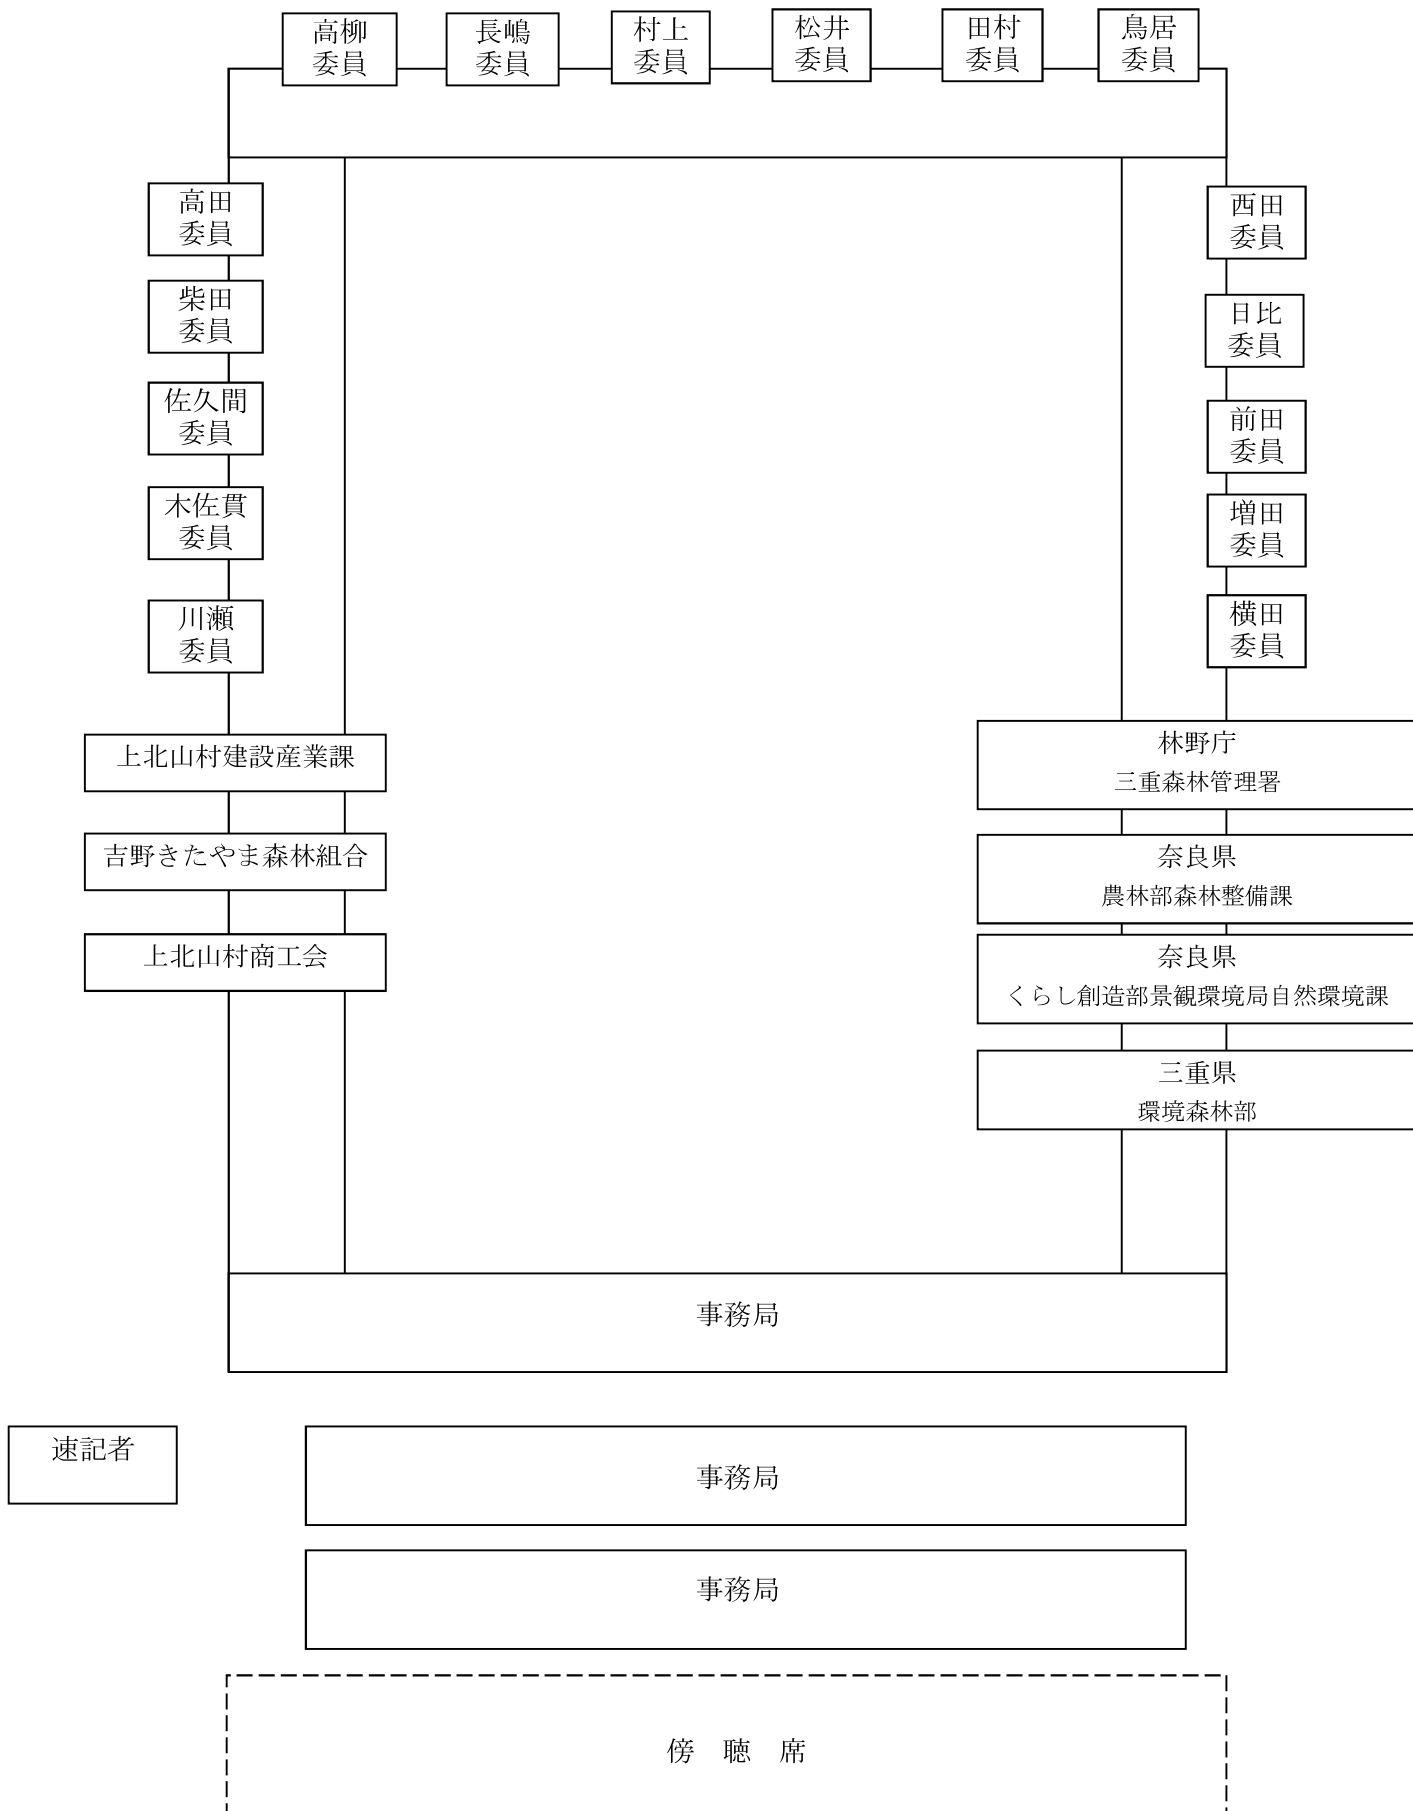 高柳
委員
長嶋
委員
村上
委員
松井
委員
田村
委員
鳥居
委員
高田
委員
柴田
委員
佐久間
委員
木佐貫
委員
川瀬
委員
西田
委員
日比
委員
前田
委員
増田
委員
横田
委員
上北山村建設産業課
吉野きたやま森林組合
上北山村商工会
林野庁
三重森林管理署
奈良県
農林部森林整備課
奈良県
くらし創造部景観環境局自然環境課
三重県
環境森林部
事務局
速記者
事務局
事務局
傍　聴　席